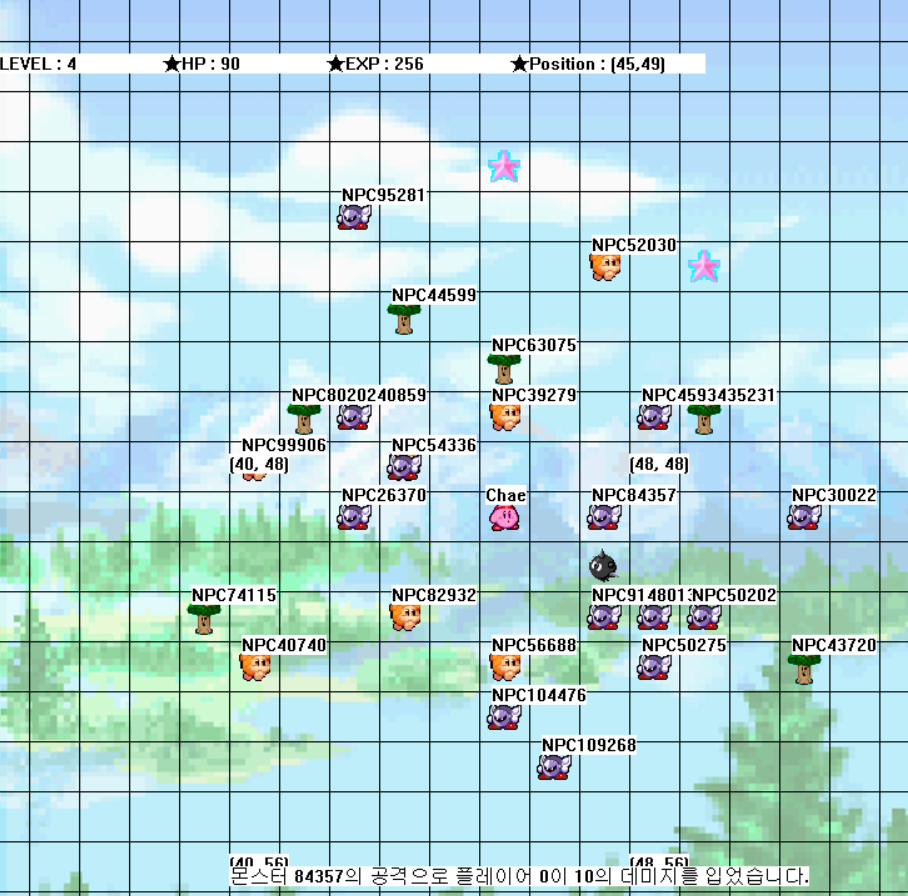 LEVEL : 4 ★HP : 90 ★EXP : 256 ★Position : (45,49)
NPC95281
NPC52030
NPC44599
NPC63075
NPC8020240859 NPC39279 NPC4593435231
NPC99906 NPC54336
(40, 48) (48, 48)
NPC26370 Chae NPC84357 NPC30022
NPC74115 NPC82932 NPC9148013 NPC50202
NPC40740 NPC56688 NPC50275 NPC43720
NPC104476
NPC109268
(40, 56) (48, 56)
몬스터 84357의 공격으로 플레이어 0이 10의 데미지를 입었습니다.